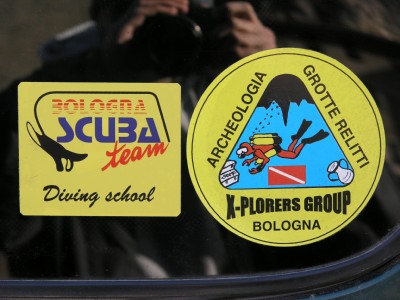 BOLOGNA
SCUBA
team
Diving school
ARCHEOLOGIA
GROTTE RELITTI
X-PLORERS GROUP
BOLOGNA